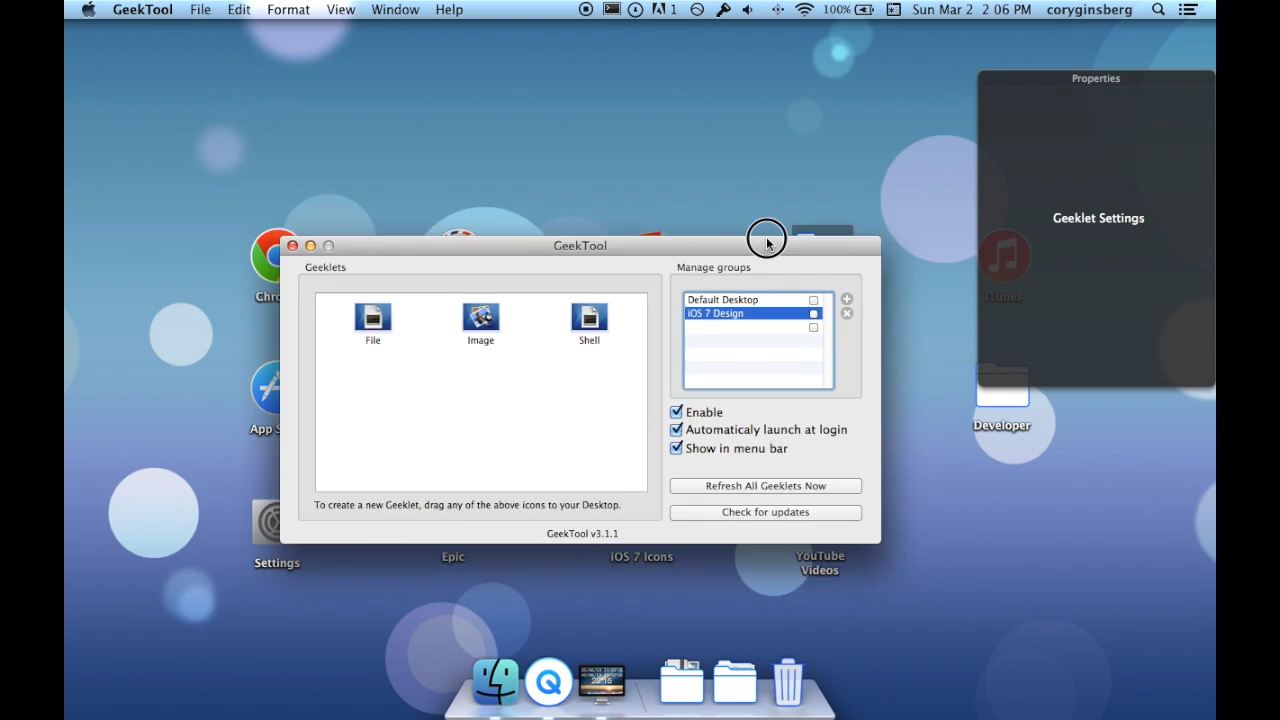 GeekTool File Edit Format View Window Help 1 100% Sun Mar 2 2:06 PM coryginsberg
Properties
Geeklet Settings
GeekTool
Geeklets
Manage groups
File
Image
Shell
Default Desktop
iOS 7 Design
Enable
Automaticaly launch at login
Show in menu bar
Refresh All Geeklets Now
Check for updates
To create a new Geeklet, drag any of the above icons to your Desktop.
GeekTool v3.1.1
Chro
iTunes
App S
Developer
Settings
Epic
iOS 7 Icons
YouTube
Videos